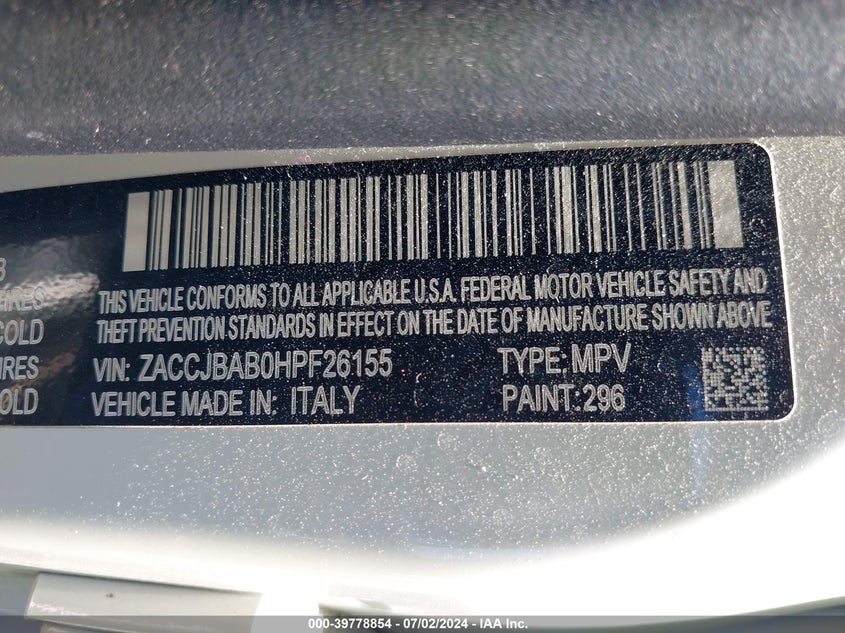 THIS VEHICLE CONFORMS TO ALL APPLICABLE U.S.A. FEDERAL MOTOR VEHICLE SAFETY AND
THEFT PREVENTION STANDARDS IN EFFECT ON THE DATE OF MANUFACTURE SHOWN ABOVE
COLD
VIN: ZACCJBAB0HPF26155 TYPE: MPV
VEHICLE MADE IN: ITALY PAINT: 296
000-39778854 | 07/02/2024 | IAA Inc.